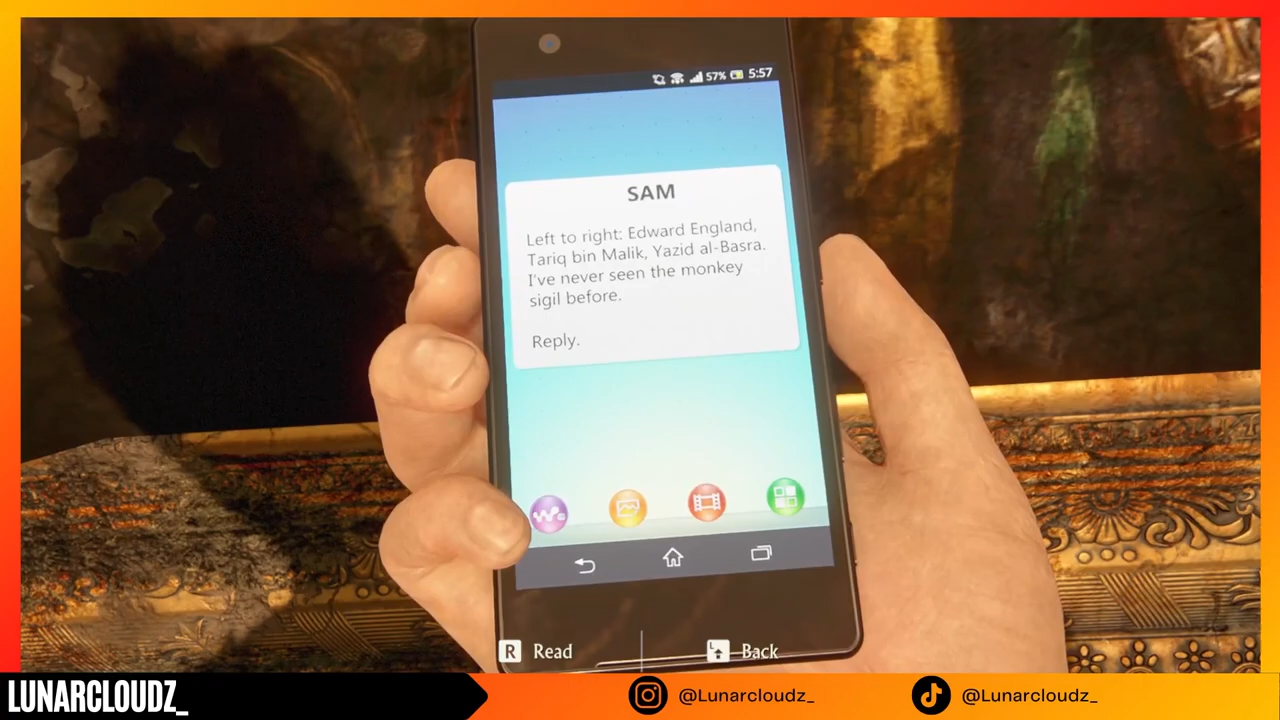 57% 5:57
SAM
Left to right: Edward England,
Tariq bin Malik, Yazid al-Basra.
I've never seen the monkey
sigil before.
Reply.
R Read L Back
LUNARCLOUDZ_ @Lunarcloudz_ @Lunarcloudz_